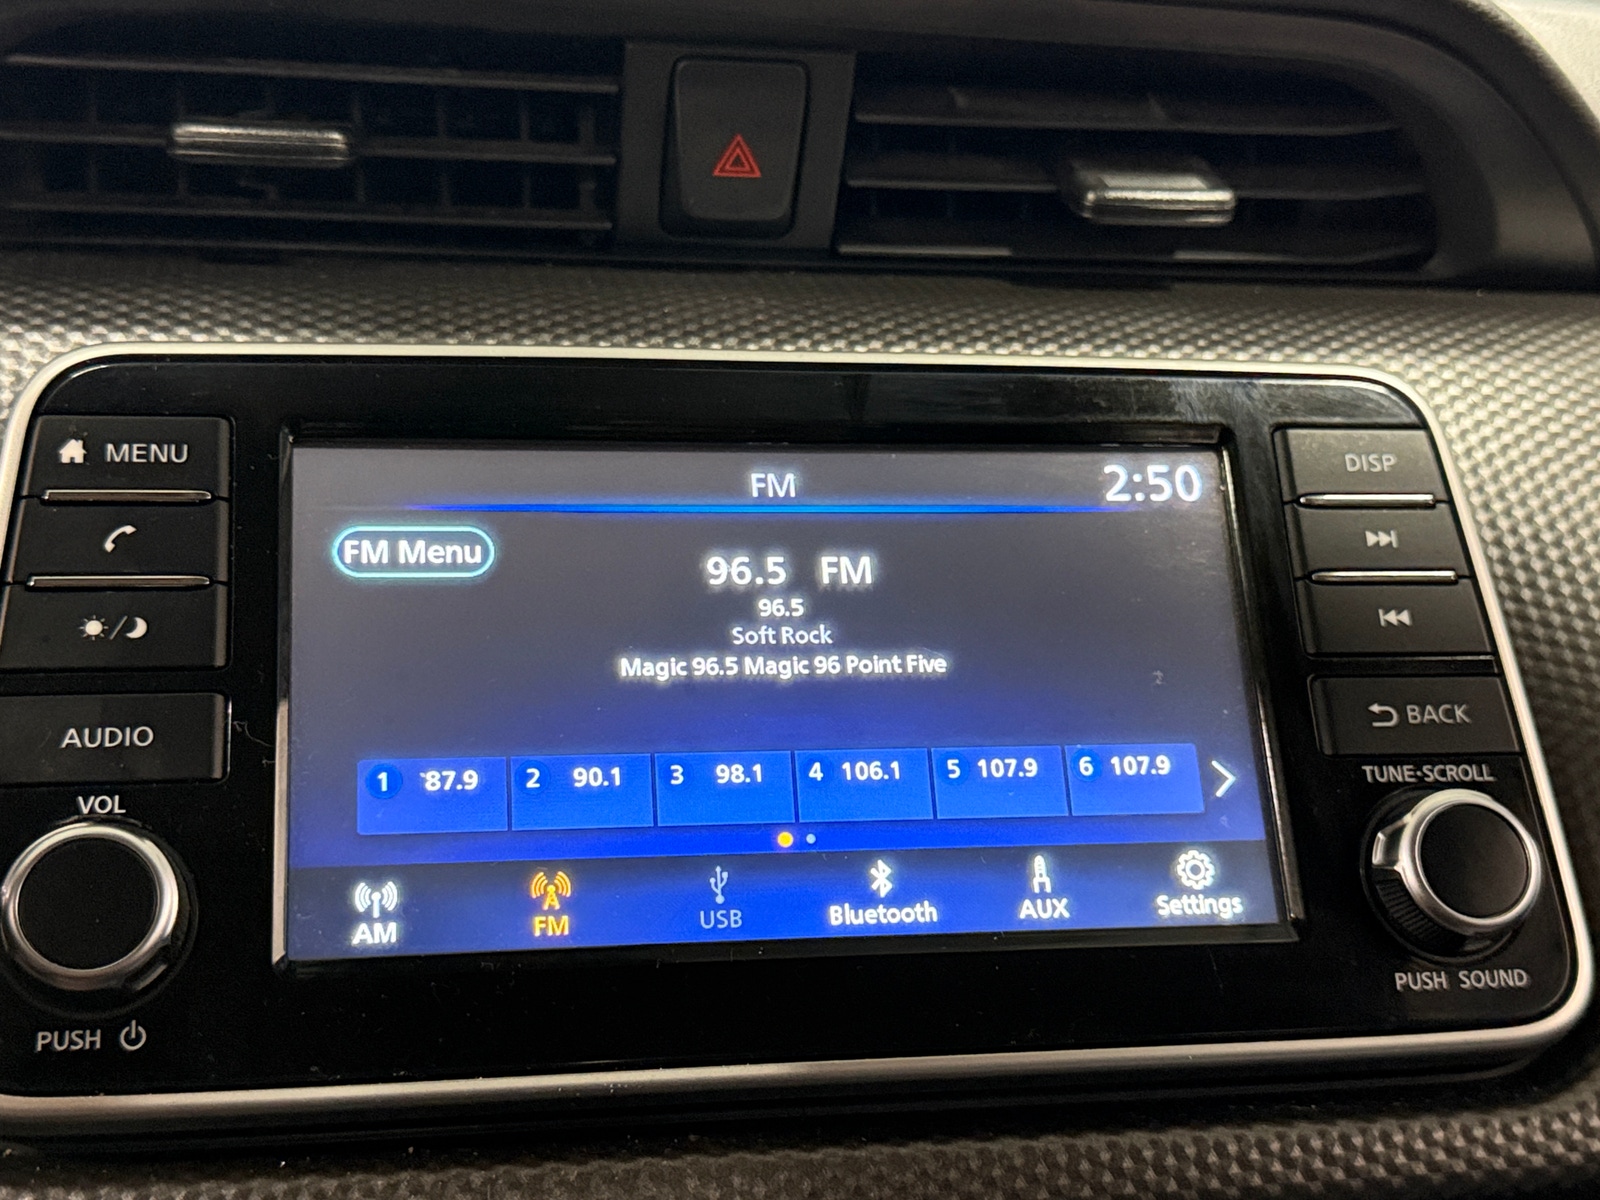 MENU
AUDIO
VOL
PUSH
FM
2:50
FM Menu
96.5 FM
96.5
Soft Rock
Magic 96.5 Magic 96 Point Five
1 87.9 2 90.1 3 98.1 4 106.1 5 107.9 6 107.9
AM FM USB Bluetooth AUX Settings
DISP
BACK
TUNE·SCROLL
PUSH SOUND